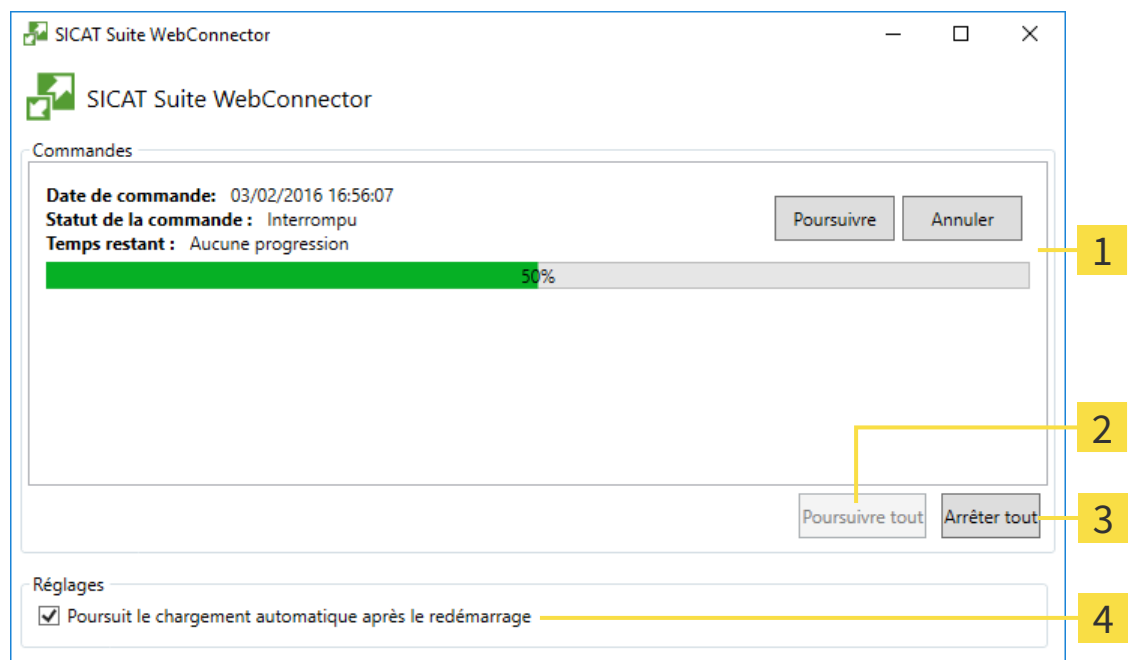 SICAT Suite WebConnector
SICAT Suite WebConnector
Commandes
Date de commande: 03/02/2016 16:56:07
Statut de la commande : Interrompu
Temps restant : Aucune progression
Poursuivre
Annuler
1
50%
2
Poursuivre tout
Arrêter tout
3
Réglages
Poursuit le chargement automatique après le redémarrage
4